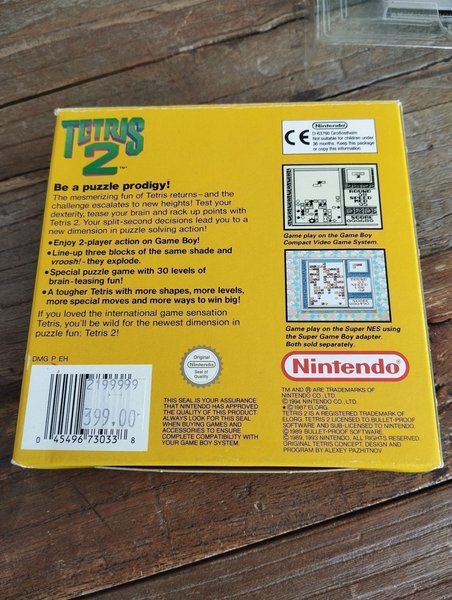 TETRIS
2™
Be a puzzle prodigy!
The mesmerizing fun of Tetris returns—and the
challenge escalates to new heights! Test your
dexterity, tease your brain and rack up points with
Tetris 2. Your split-second decisions lead you to a
new dimension in puzzle solving action!
• Enjoy 2-player action on Game Boy!
• Line-up three blocks of the same shade and
vroosh!- they explode.
• Special puzzle game with 30 levels of
brain-teasing fun!
• A tougher Tetris with more shapes, more levels,
more special moves and more ways to win big!
If you loved the international game sensation
Tetris, you'll be wild for the newest dimension in
puzzle fun: Tetris 2!
DMG P EH
2199999
399,00
0 45496 73033 8
Original
Nintendo
Seal of Quality
THIS SEAL IS YOUR ASSURANCE
THAT NINTENDO HAS APPROVED
THE QUALITY OF THIS PRODUCT.
ALWAYS LOOK FOR THIS SEAL
WHEN BUYING GAMES AND
ACCESSORIES TO ENSURE
COMPLETE COMPATIBILITY WITH
YOUR GAME BOY SYSTEM.
CE
Nintendo
D-63760 Großostheim
Not suitable for children under
36 months. Keep this package
or copy this information.
ROUND
SPEED
SCORE
Game play on the Game Boy
Compact Video Game System.
Game play on the Super NES using
the Super Game Boy adapter.
Both sold separately.
Nintendo®
TM AND ® ARE TRADEMARKS OF
NINTENDO CO., LTD.
© 1994 NINTENDO CO., LTD.
© 1987 ELORG.
TETRIS 2 IS A REGISTERED TRADEMARK OF
ELORG. TETRIS 2 LICENSED TO BULLET-PROOF
SOFTWARE AND SUB-LICENSED TO NINTENDO.
© 1989 BULLET-PROOF SOFTWARE.
© 1989, 1993 NINTENDO. ALL RIGHTS RESERVED.
ORIGINAL TETRIS CONCEPT, DESIGN AND
PROGRAM BY ALEXEY PAZHITNOV